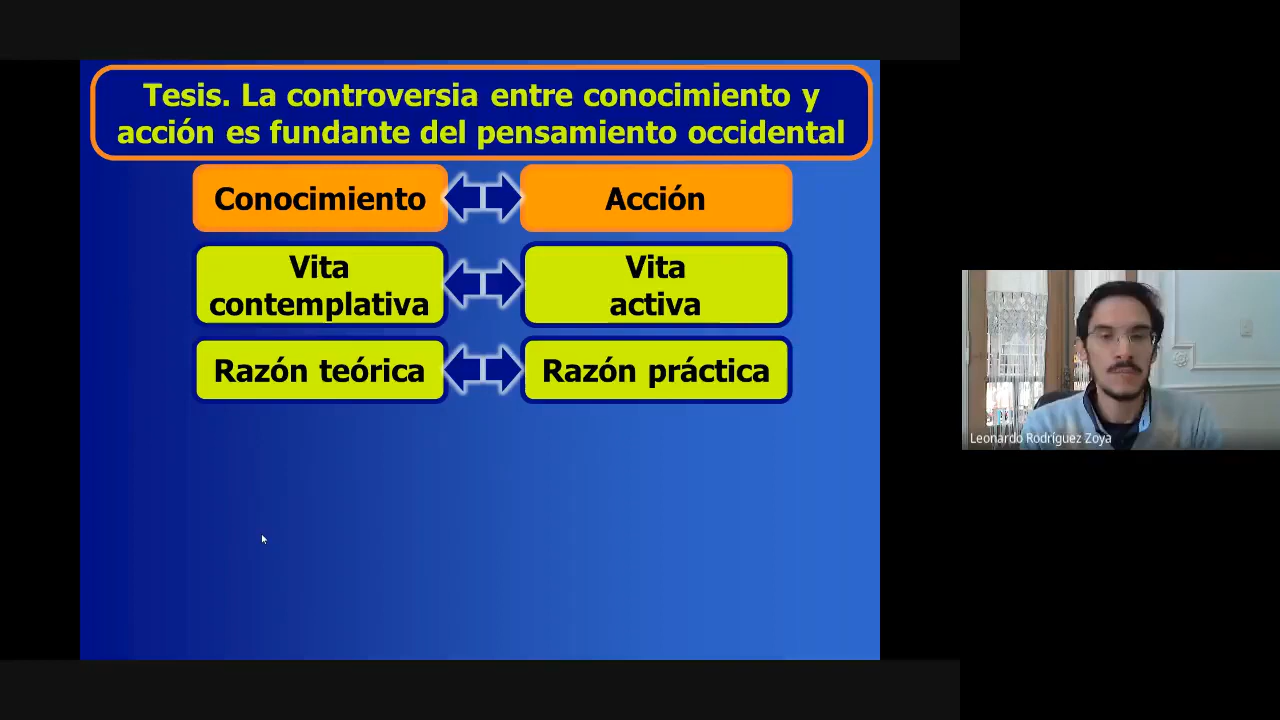 Tesis. La controversia entre conocimiento y
acción es fundante del pensamiento occidental
Conocimiento
Acción
Vita
contemplativa
Vita
activa
Razón teórica
Razón práctica
Leonardo Rodríguez Zoya